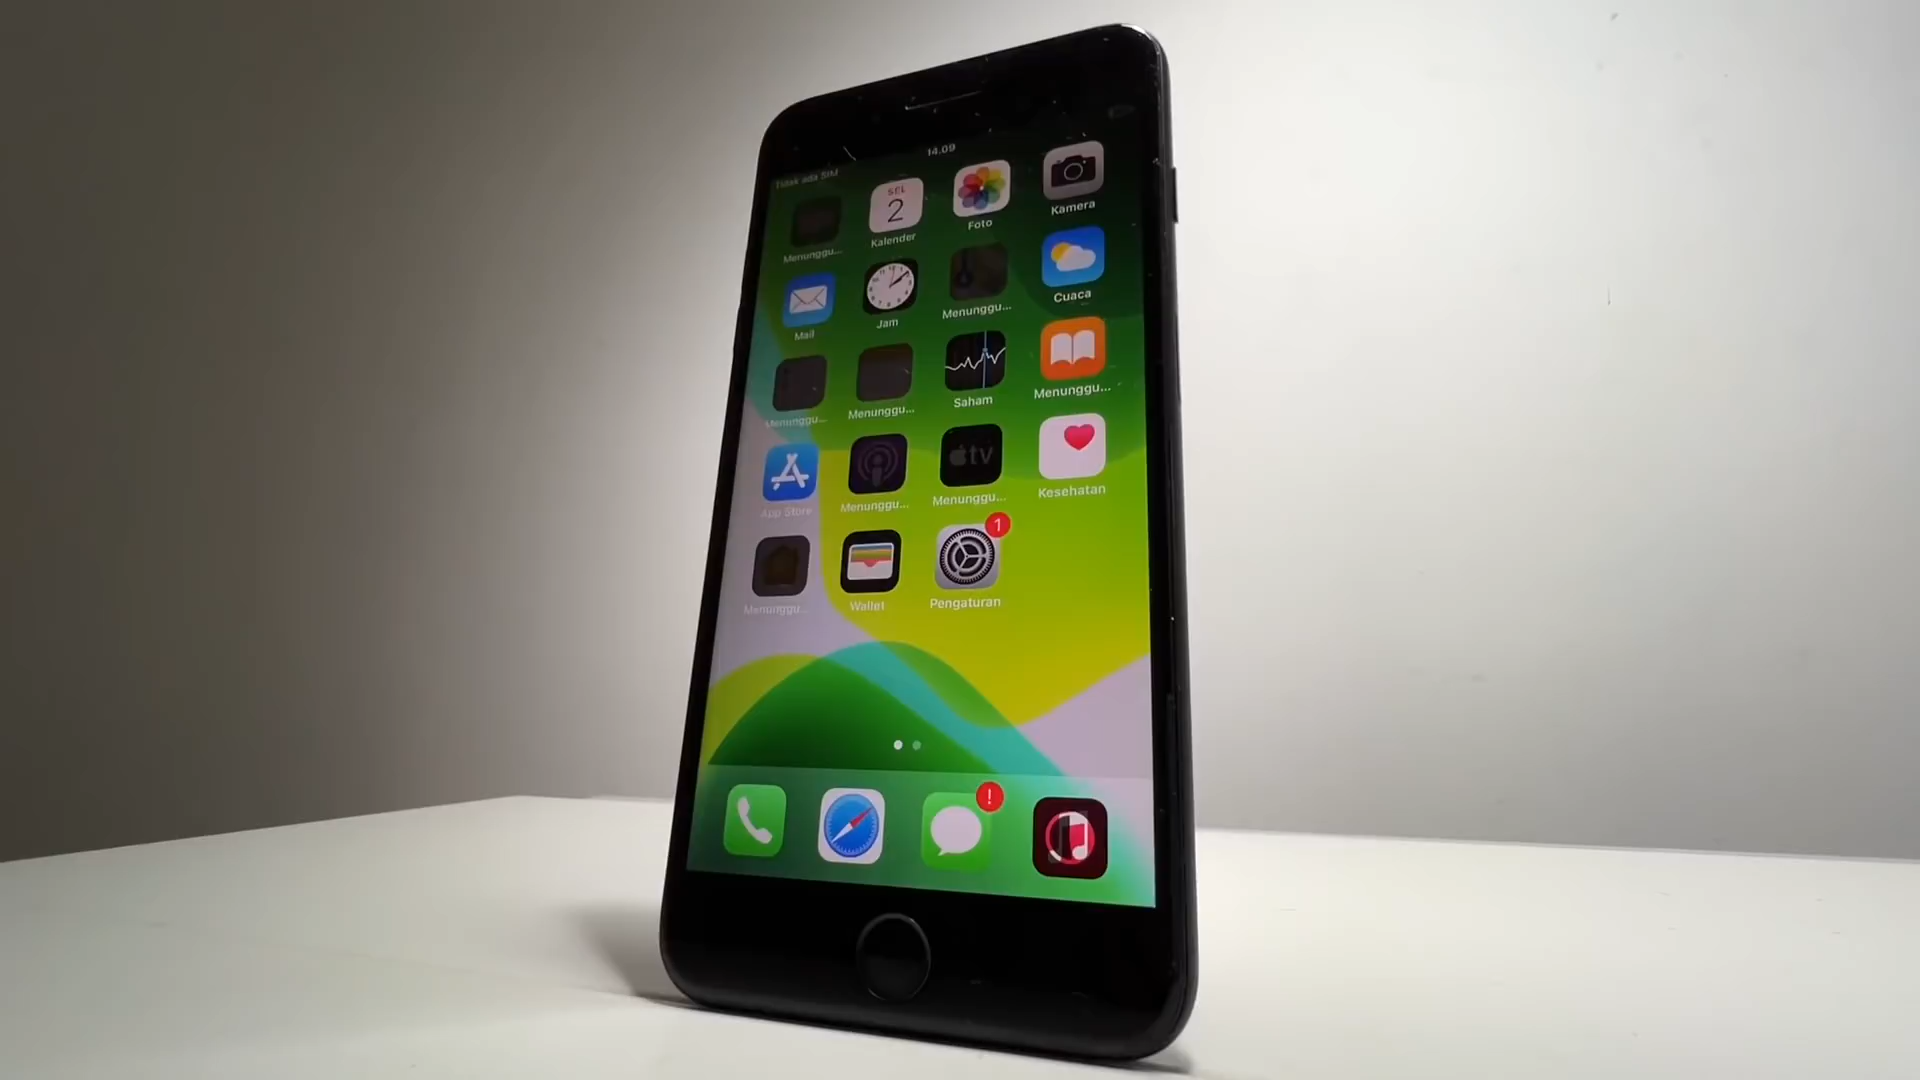 14.09
Tidak ada SIM
SEL
2
Menunggu...
Kalender
Foto
Kamera
Mail
Jam
Menunggu...
Cuaca
Menunggu...
Menunggu...
Saham
Menunggu...
tv
App Store
Menunggu...
Menunggu...
Kesehatan
1
Menunggu...
Wallet
Pengaturan
!